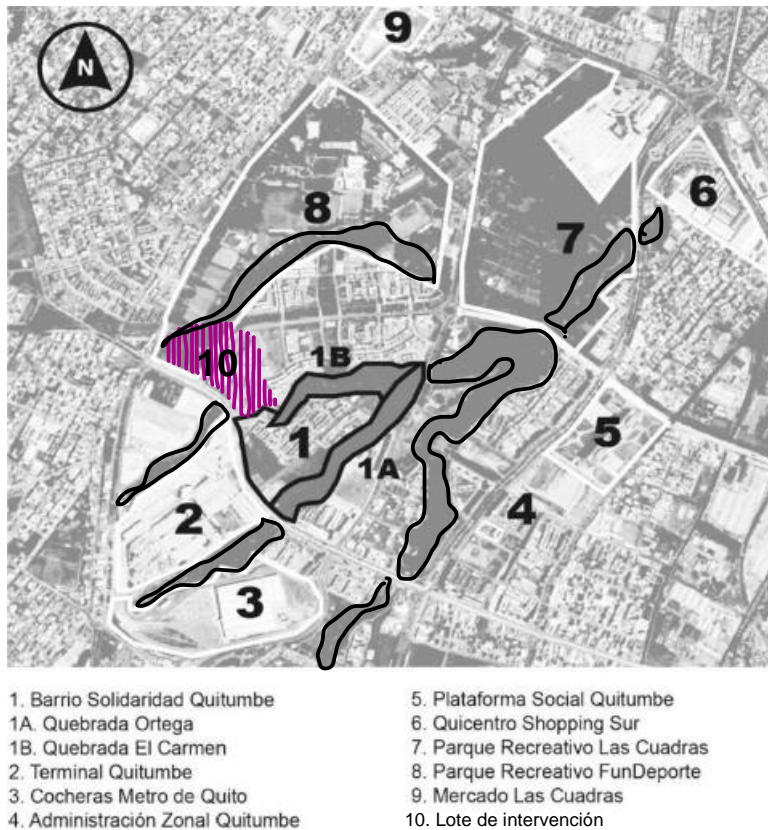 N
9
8
6
7
10
1B
1
1A
5
2
4
3
1. Barrio Solidaridad Quitumbe
1A. Quebrada Ortega
1B. Quebrada El Carmen
2. Terminal Quitumbe
3. Cocheras Metro de Quito
4. Administración Zonal Quitumbe
5. Plataforma Social Quitumbe
6. Quicentro Shopping Sur
7. Parque Recreativo Las Cuadras
8. Parque Recreativo FunDeporte
9. Mercado Las Cuadras
10. Lote de intervención